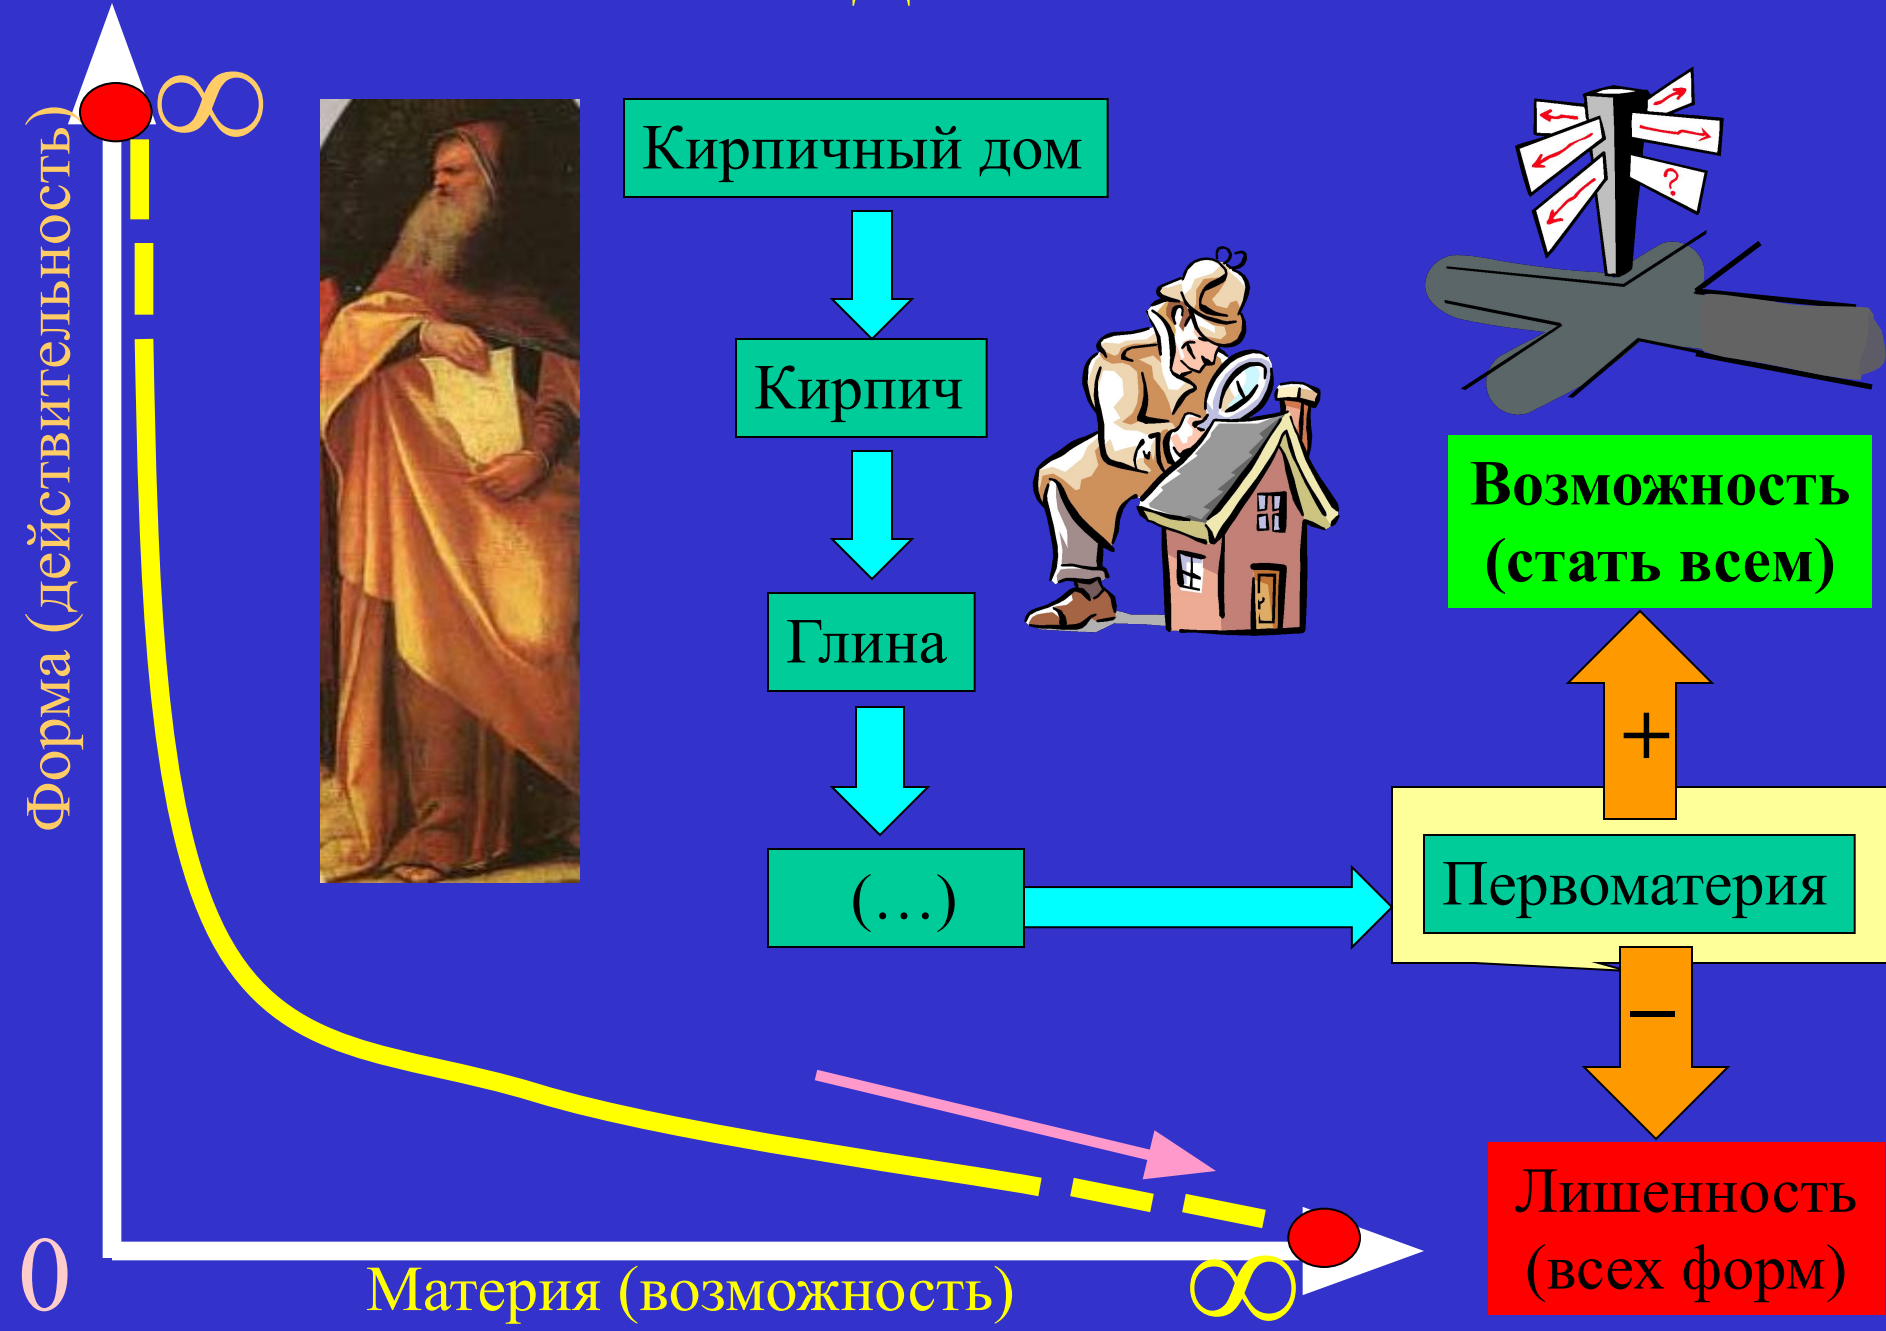 ∞
Форма (действительность)
Кирпичный дом
Кирпич
Глина
(…)
?
Возможность
(стать всем)
+
Первоматерия
–
Лишенность
(всех форм)
0
Материя (возможность)
∞